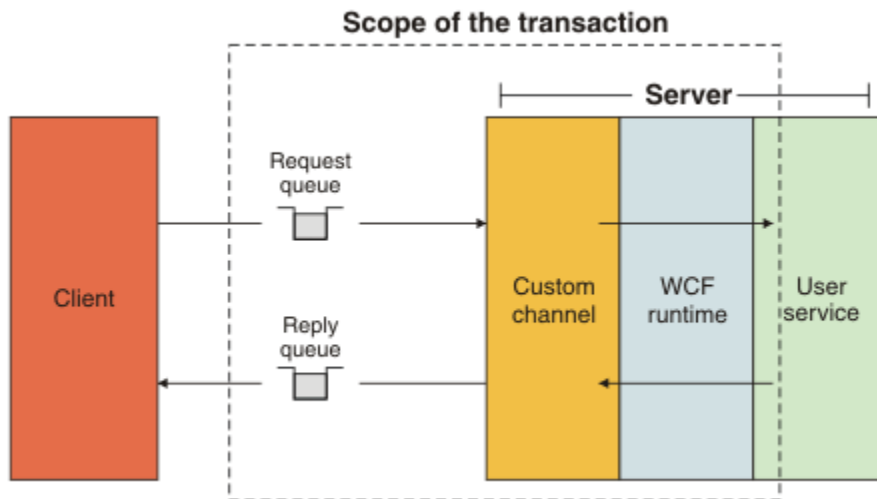 Scope of the transaction
Server
Request
queue
Client
Custom
channel
WCF
runtime
User
service
Reply
queue